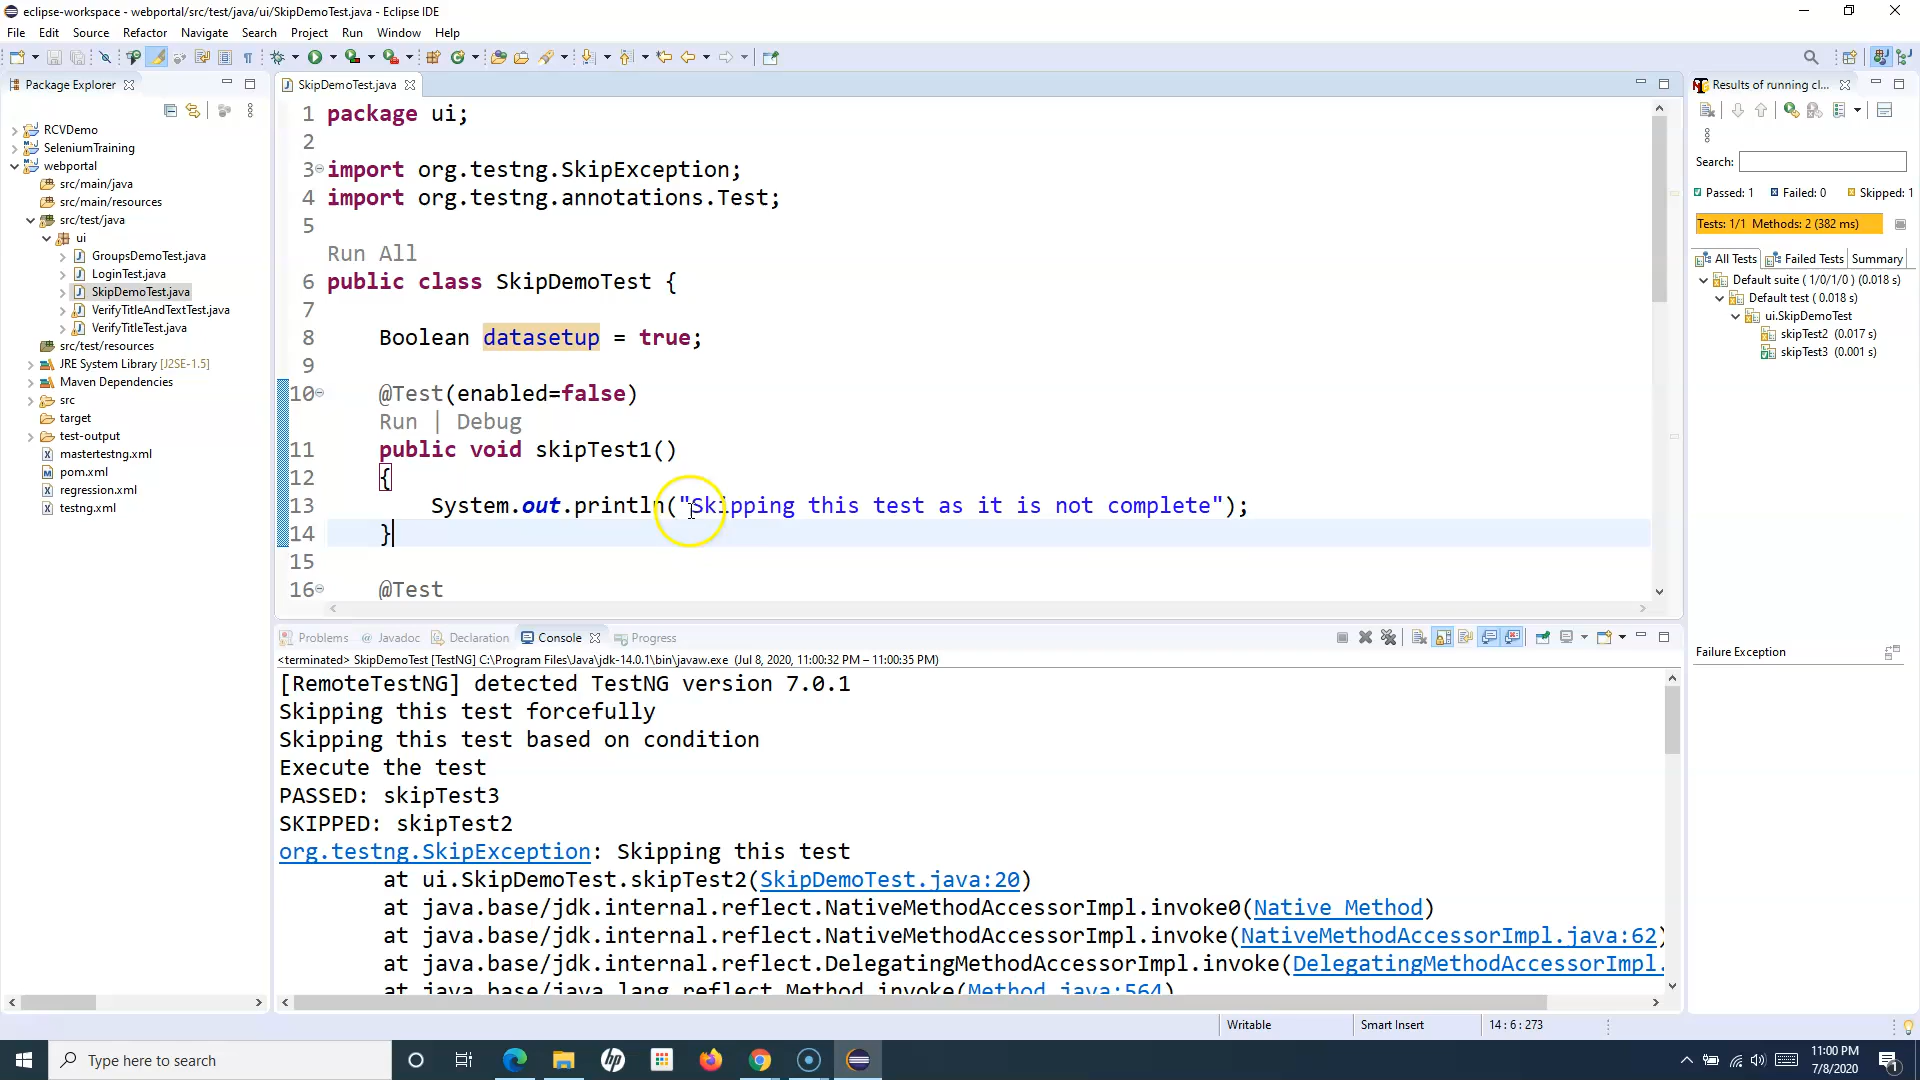 eclipse-workspace - webportal/src/test/java/ui/SkipDemoTest.java - Eclipse IDE
File Edit Source Refactor Navigate Search Project Run Window Help
Package Explorer
RCVDemo
SeleniumTraining
webportal
src/main/java
src/main/resources
src/test/java
ui
GroupsDemoTest.java
LoginTest.java
SkipDemoTest.java
VerifyTitleAndTextTest.java
VerifyTitleTest.java
src/test/resources
JRE System Library [J2SE-1.5]
Maven Dependencies
src
target
test-output
mastertestng.xml
pom.xml
regression.xml
testng.xml
SkipDemoTest.java
1 package ui;
2
3 import org.testng.SkipException;
4 import org.testng.annotations.Test;
5
Run All
6 public class SkipDemoTest {
7
8 Boolean datasetup = true;
9
10 @Test(enabled=false)
Run | Debug
11 public void skipTest1()
12 {
13 System.out.println("Skipping this test as it is not complete");
14 }
15
16 @Test
Problems Javadoc Declaration Console Progress
<terminated> SkipDemoTest [TestNG] C:\Program Files\Java\jdk-14.0.1\bin\javaw.exe (Jul 8, 2020, 11:00:32 PM – 11:00:35 PM)
[RemoteTestNG] detected TestNG version 7.0.1
Skipping this test forcefully
Skipping this test based on condition
Execute the test
PASSED: skipTest3
SKIPPED: skipTest2
org.testng.SkipException: Skipping this test
at ui.SkipDemoTest.skipTest2(SkipDemoTest.java:20)
at java.base/jdk.internal.reflect.NativeMethodAccessorImpl.invoke0(Native Method)
at java.base/jdk.internal.reflect.NativeMethodAccessorImpl.invoke(NativeMethodAccessorImpl.java:62)
at java.base/jdk.internal.reflect.DelegatingMethodAccessorImpl.invoke(DelegatingMethodAccessorImpl.
at java.base/java.lang.reflect.Method.invoke(Method.java:564)
Results of running cl...
Search:
Passed: 1 Failed: 0 Skipped: 1
Tests: 1/1 Methods: 2 (382 ms)
All Tests Failed Tests Summary
Default suite ( 1/0/1/0 ) (0.018 s)
Default test ( 0.018 s)
ui.SkipDemoTest
skipTest2 (0.017 s)
skipTest3 (0.001 s)
Failure Exception
Writable Smart Insert 14 : 6 : 273
Type here to search
hp
11:00 PM
7/8/2020
1